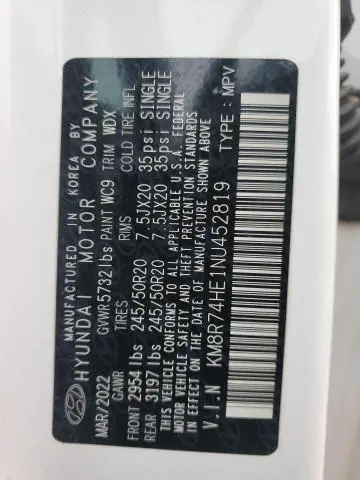 MANUFACTURED IN KOREA BY
HYUNDAI MOTOR COMPANY
MAR/2022 GVWR 5732 lbs PAINT WC9 TRIM WDX
GAWR TIRES RIMS COLD TIRE INFL
FRONT 2954 lbs 245/50R20 7.5JX20 35psi SINGLE
REAR 3197 lbs 245/50R20 7.5JX20 35psi SINGLE
THIS VEHICLE CONFORMS TO ALL APPLICABLE U.S.A. FEDERAL
MOTOR VEHICLE SAFETY AND THEFT PREVENTION STANDARDS
IN EFFECT ON THE DATE OF MANUFACTURE SHOWN ABOVE
V.I.N KM8R74HE1NU452819 TYPE : MPV